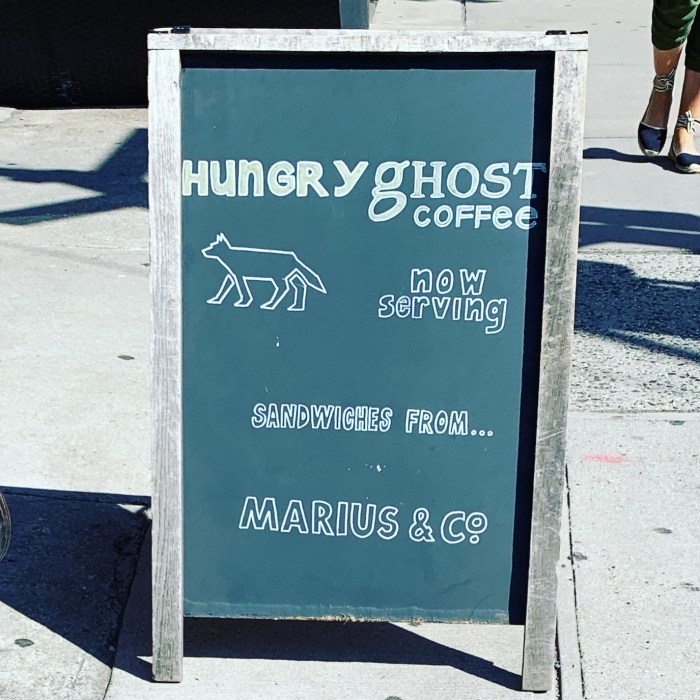 HunGRY gHOST
COFFee
now
serving
SANDWICHES FROM...
MARIUS & Cº